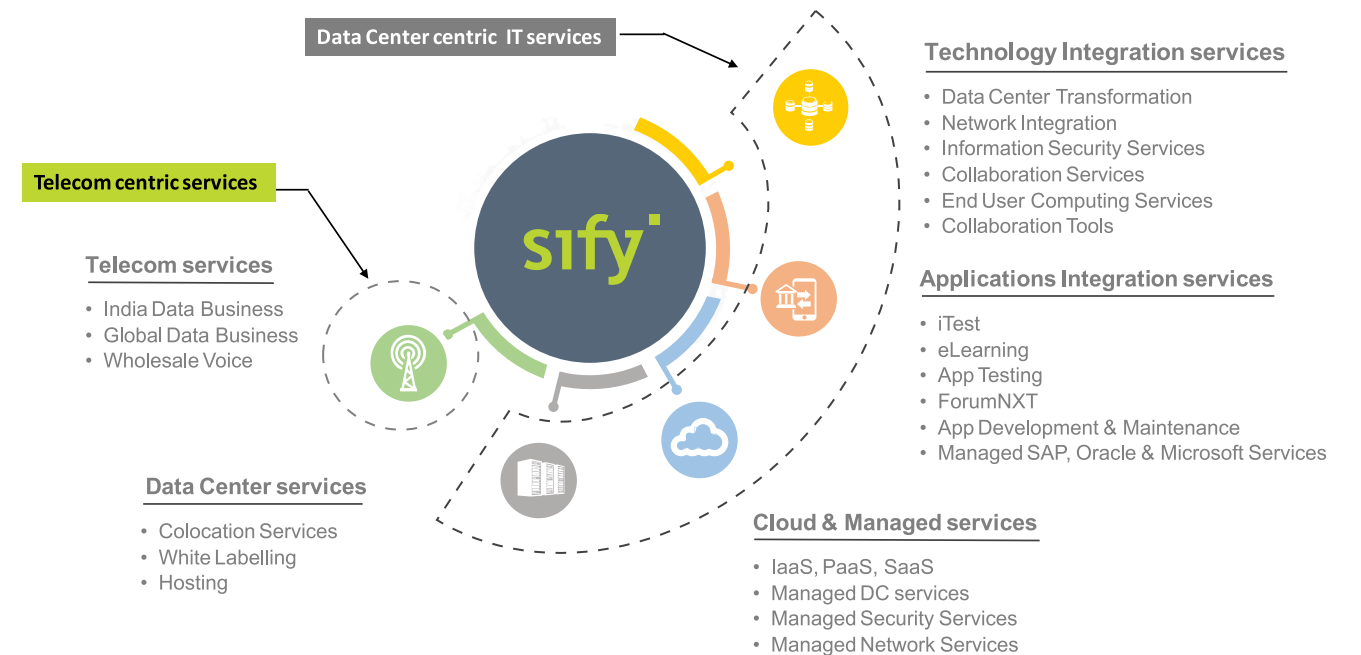 Data Center centric IT services
Technology Integration services
• Data Center Transformation
• Network Integration
• Information Security Services
• Collaboration Services
• End User Computing Services
• Collaboration Tools
Telecom centric services
sify
Telecom services
• India Data Business
• Global Data Business
• Wholesale Voice
Applications Integration services
• iTest
• eLearning
• App Testing
• ForumNXT
• App Development & Maintenance
• Managed SAP, Oracle & Microsoft Services
Data Center services
• Colocation Services
• White Labelling
• Hosting
Cloud & Managed services
• IaaS, PaaS, SaaS
• Managed DC services
• Managed Security Services
• Managed Network Services